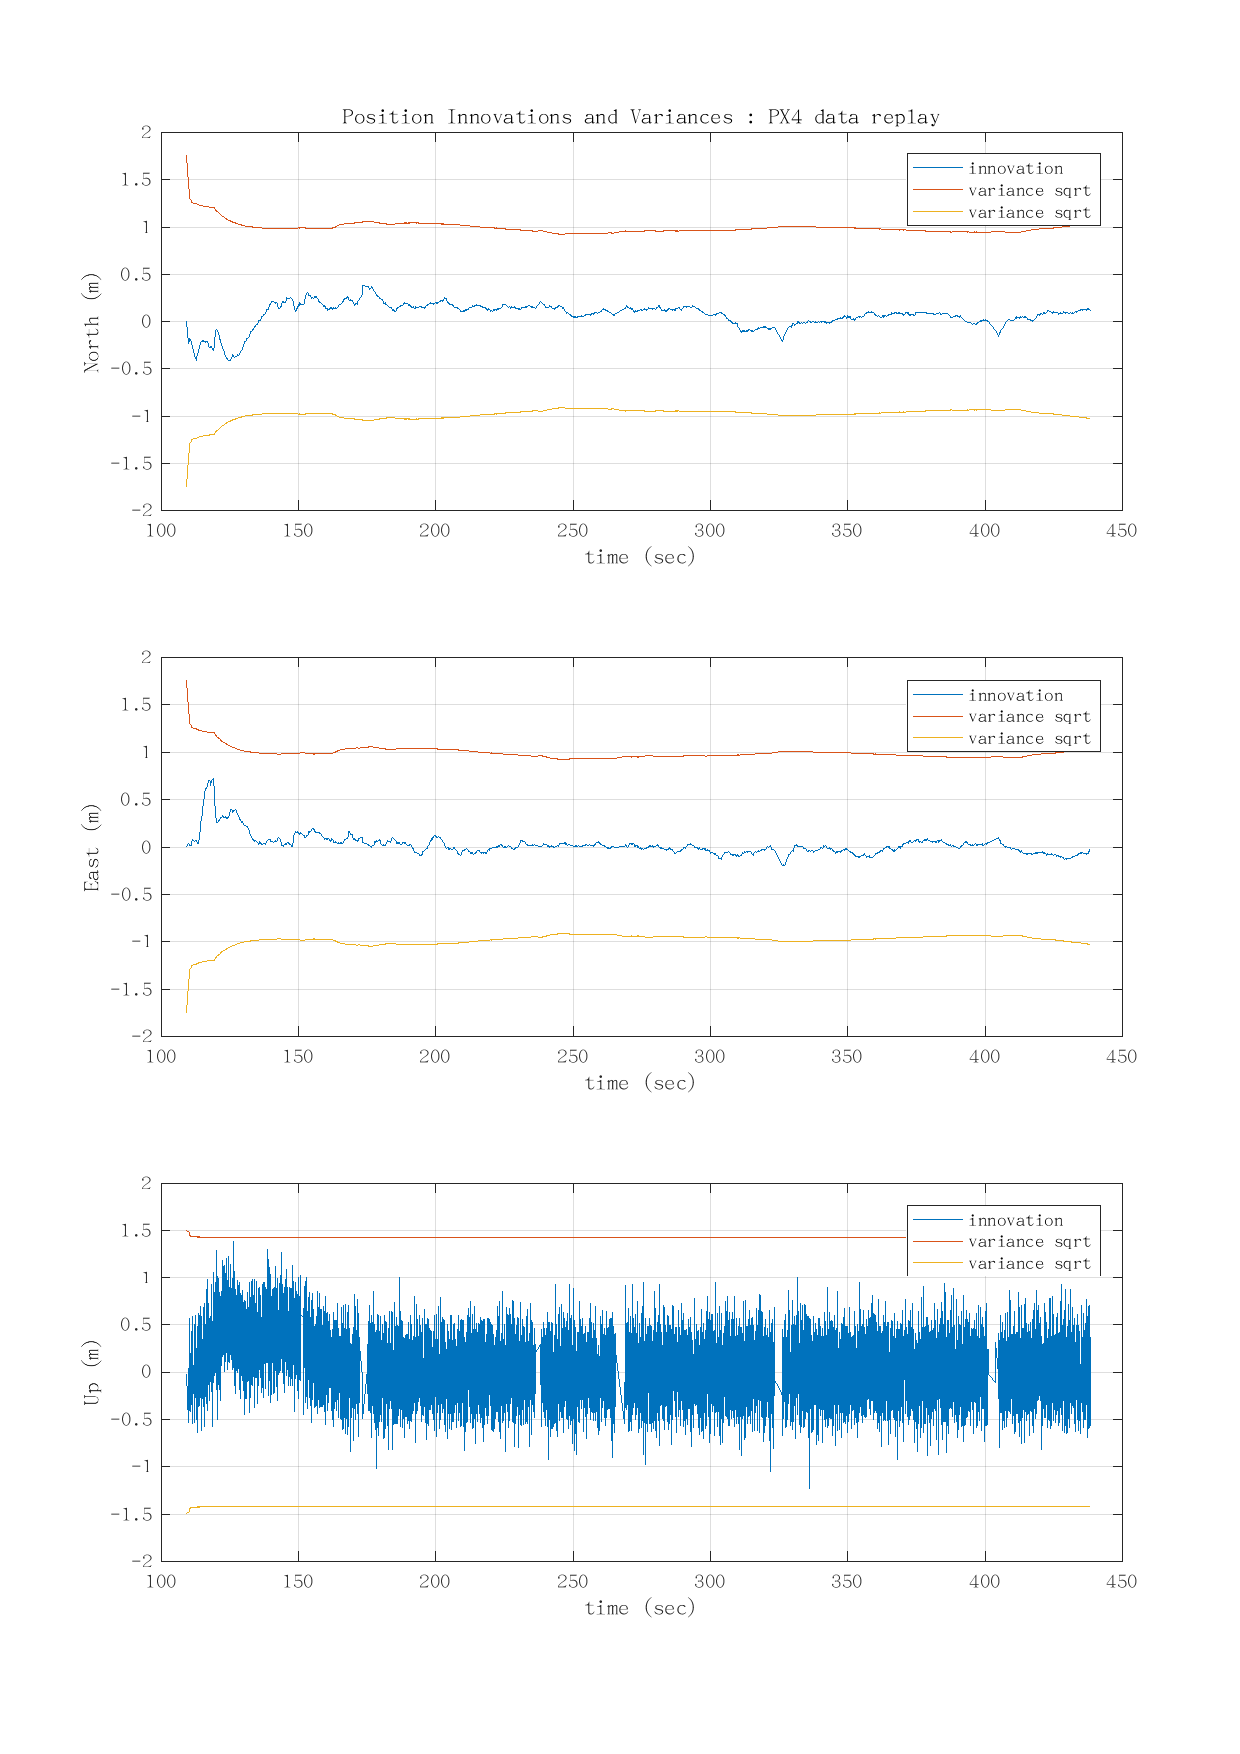 Position Innovations and Variances : PX4 data replay
2
1.5
1
0.5
0
-0.5
-1
-1.5
-2
North (m)
innovation
variance sqrt
variance sqrt
100 150 200 250 300 350 400 450
time (sec)
2
1.5
1
0.5
0
-0.5
-1
-1.5
-2
East (m)
innovation
variance sqrt
variance sqrt
100 150 200 250 300 350 400 450
time (sec)
2
1.5
1
0.5
0
-0.5
-1
-1.5
-2
Up (m)
innovation
variance sqrt
variance sqrt
100 150 200 250 300 350 400 450
time (sec)